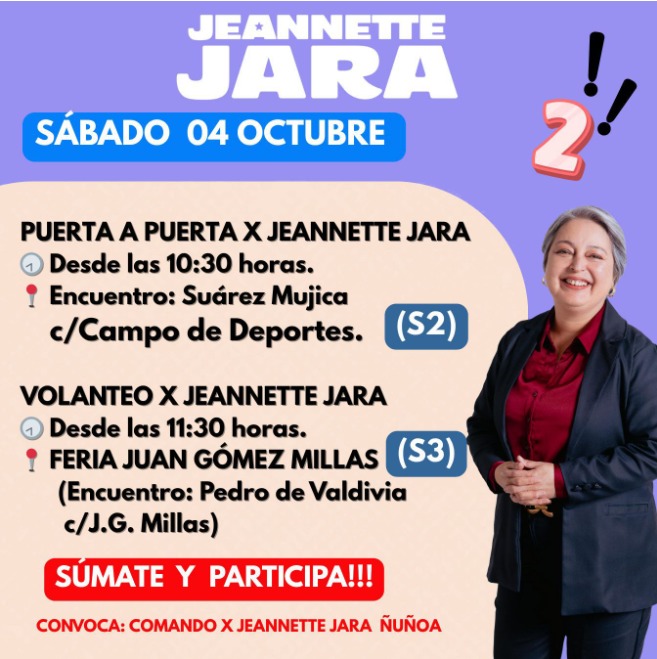 JEANNETTE
JARA
SÁBADO 04 OCTUBRE
2!!
PUERTA A PUERTA X JEANNETTE JARA
Desde las 10:30 horas.
Encuentro: Suárez Mujica
c/Campo de Deportes. (S2)
VOLANTEO X JEANNETTE JARA
Desde las 11:30 horas.
FERIA JUAN GÓMEZ MILLAS (S3)
(Encuentro: Pedro de Valdivia
c/J.G. Millas)
SÚMATE Y PARTICIPA!!!
CONVOCA: COMANDO X JEANNETTE JARA ÑUÑOA